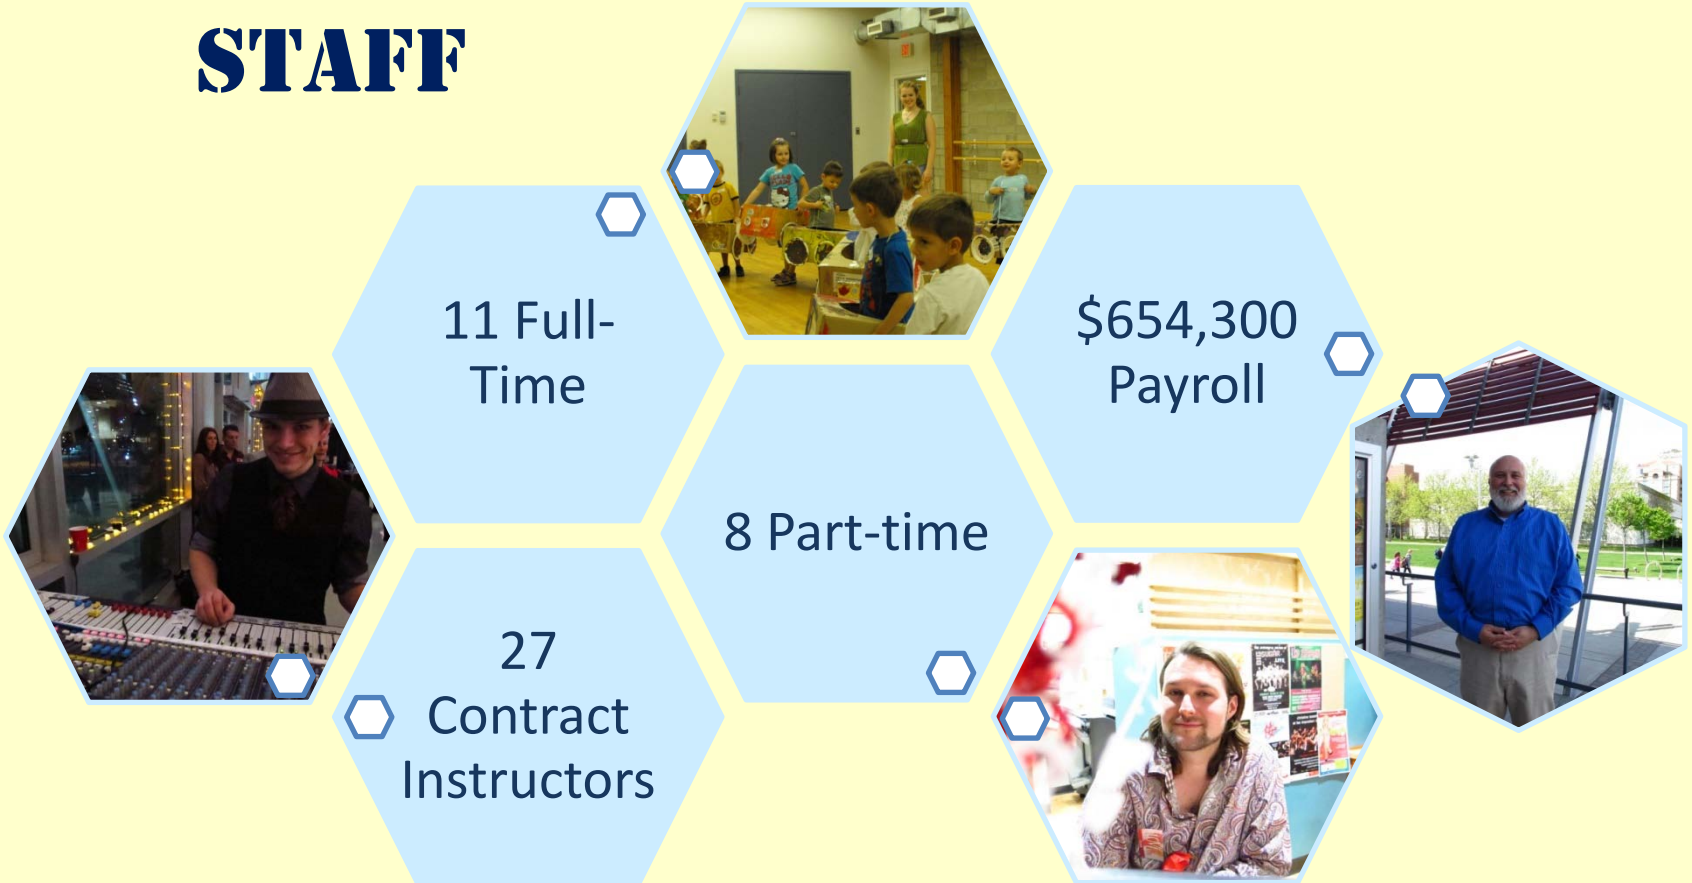 STAFF
11 Full-
Time
$654,300
Payroll
8 Part-time
27
Contract
Instructors